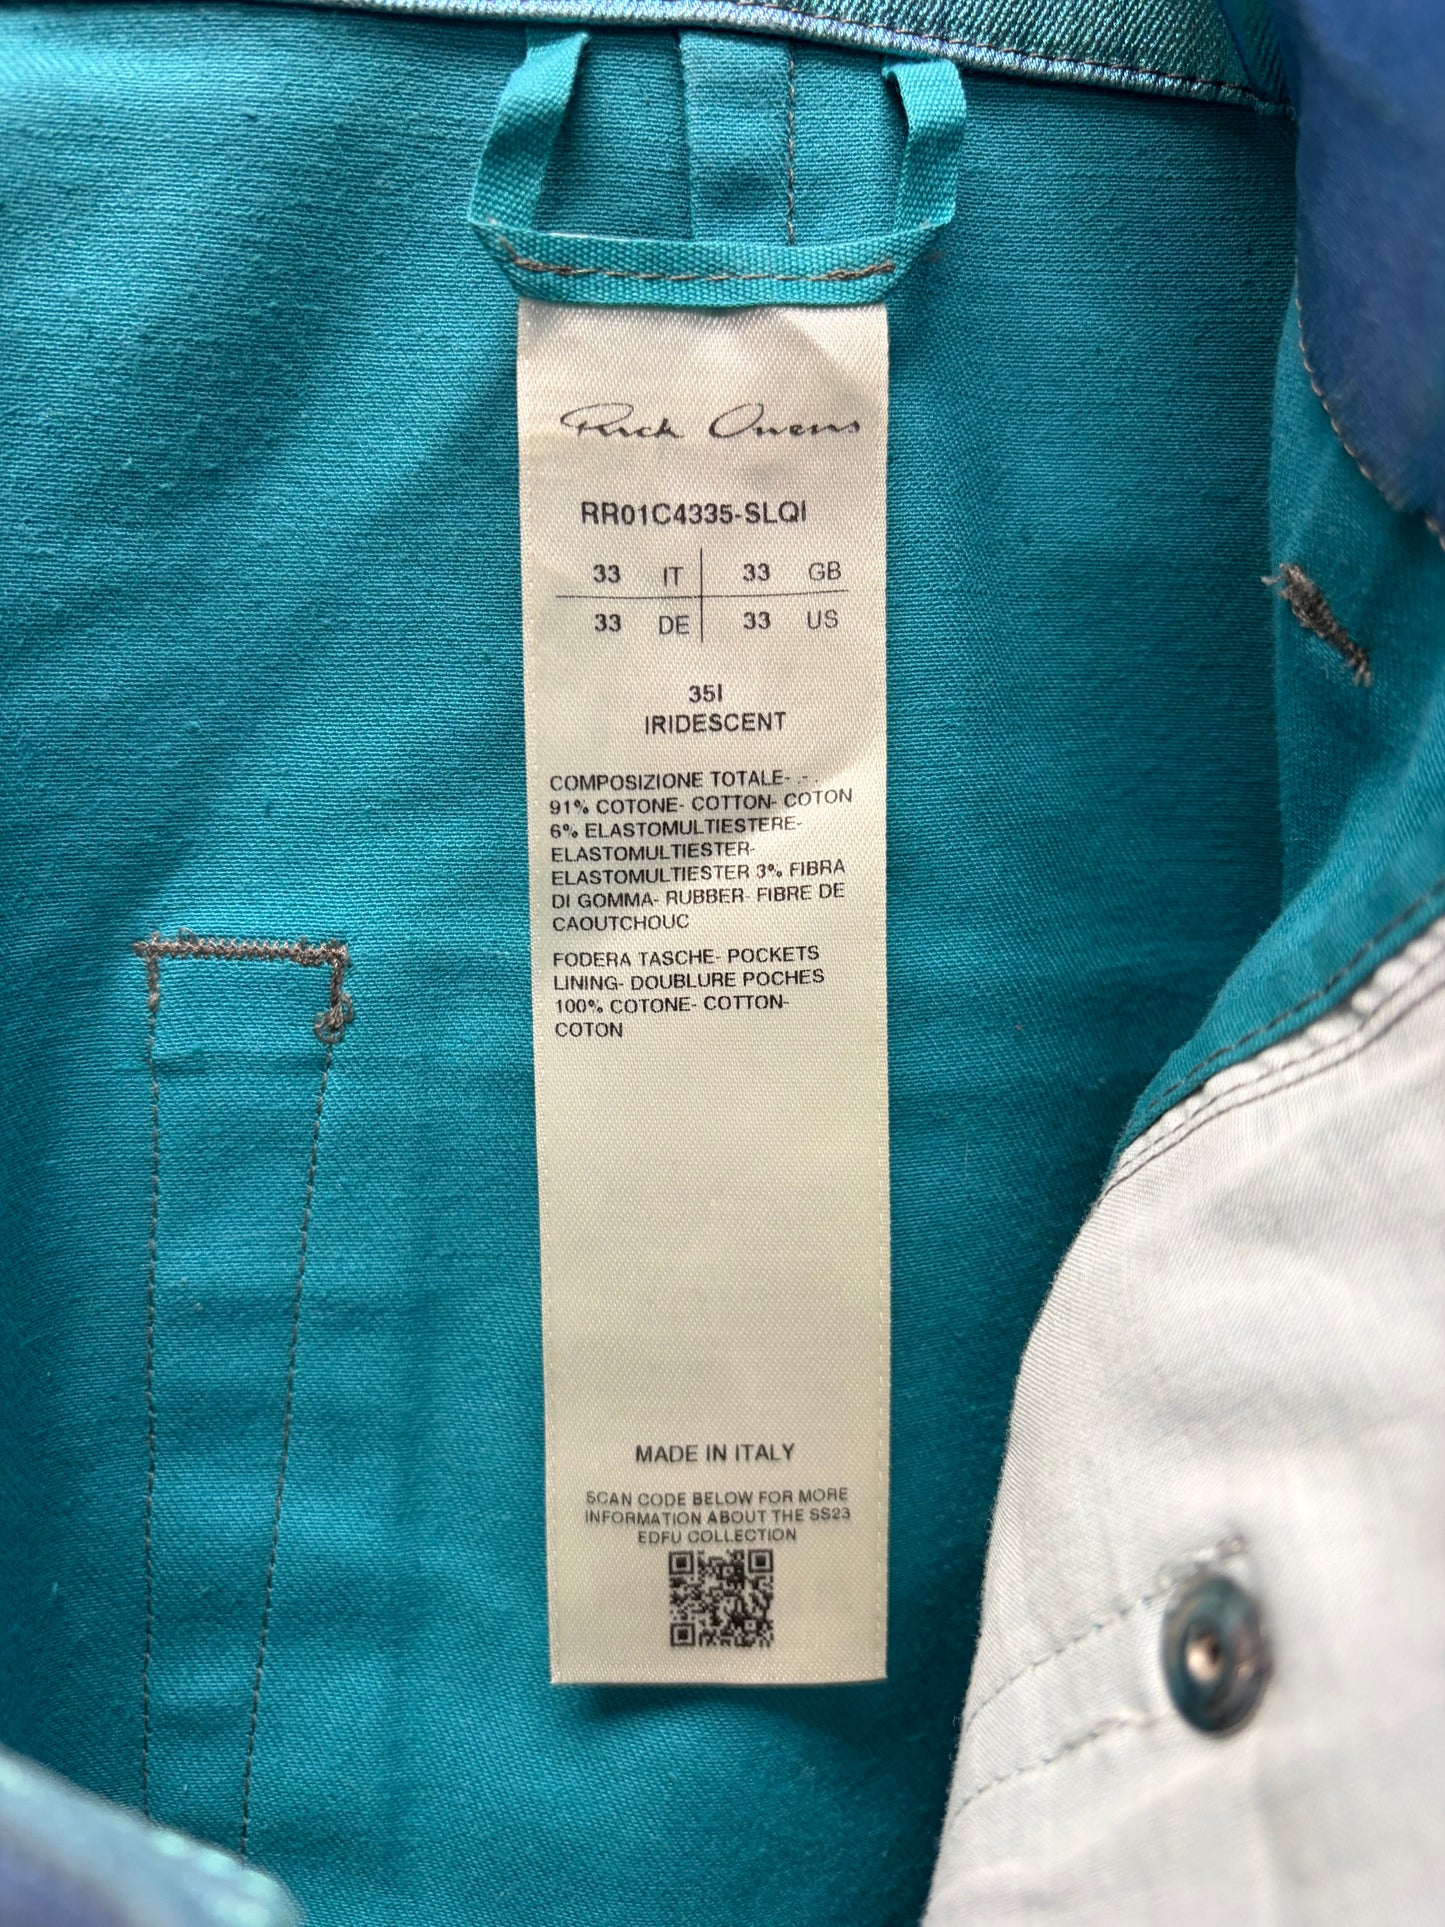 Rick Owens
RR01C4335-SLQI
33 IT 33 GB
33 DE 33 US
35I
IRIDESCENT
COMPOSIZIONE TOTALE- .- .
91% COTONE- COTTON- COTON
6% ELASTOMULTIESTERE-
ELASTOMULTIESTER-
ELASTOMULTIESTER 3% FIBRA
DI GOMMA- RUBBER- FIBRE DE
CAOUTCHOUC
FODERA TASCHE- POCKETS
LINING- DOUBLURE POCHES
100% COTONE- COTTON-
COTON
MADE IN ITALY
SCAN CODE BELOW FOR MORE
INFORMATION ABOUT THE SS23
EDFU COLLECTION